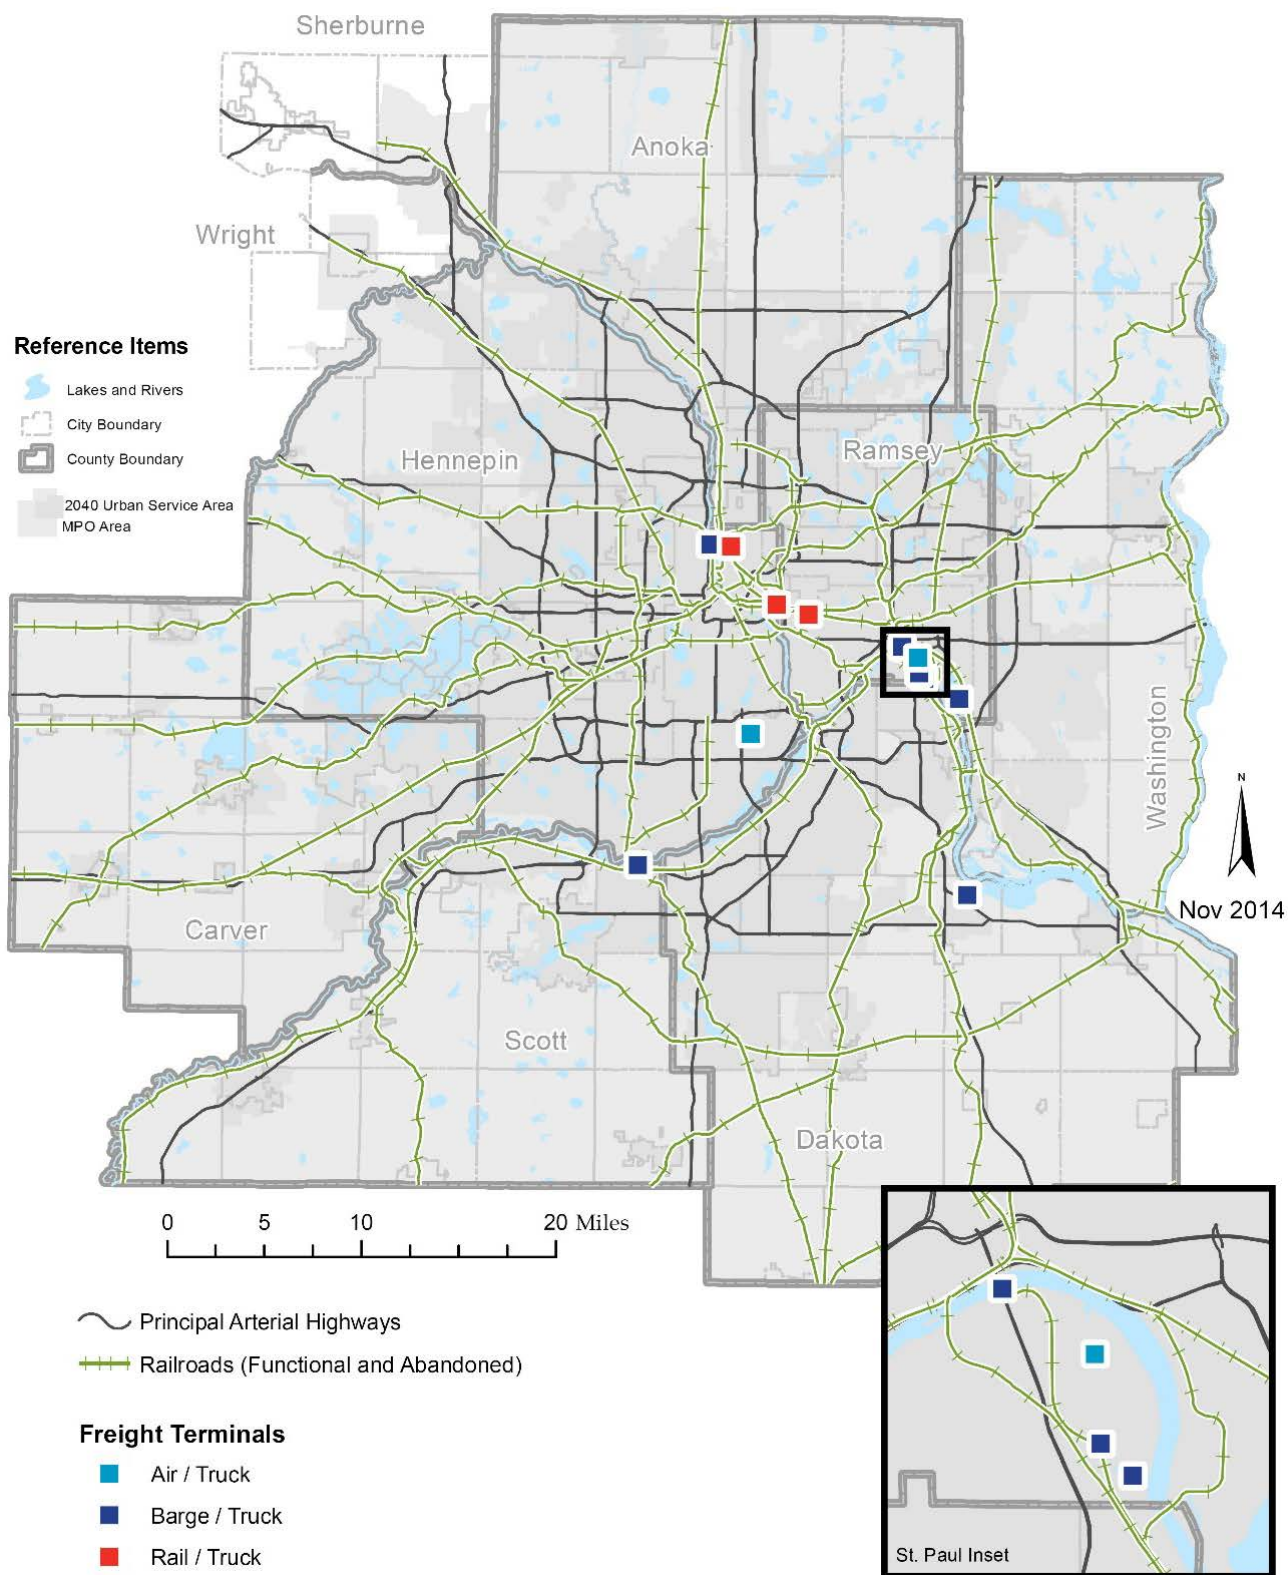 Sherburne
Anoka
Wright
Reference Items
Lakes and Rivers
City Boundary
County Boundary
2040 Urban Service Area
MPO Area
Hennepin
Ramsey
Washington
N
Nov 2014
Carver
Scott
Dakota
0 5 10 20 Miles
Principal Arterial Highways
Railroads (Functional and Abandoned)
Freight Terminals
Air / Truck
Barge / Truck
Rail / Truck
St. Paul Inset